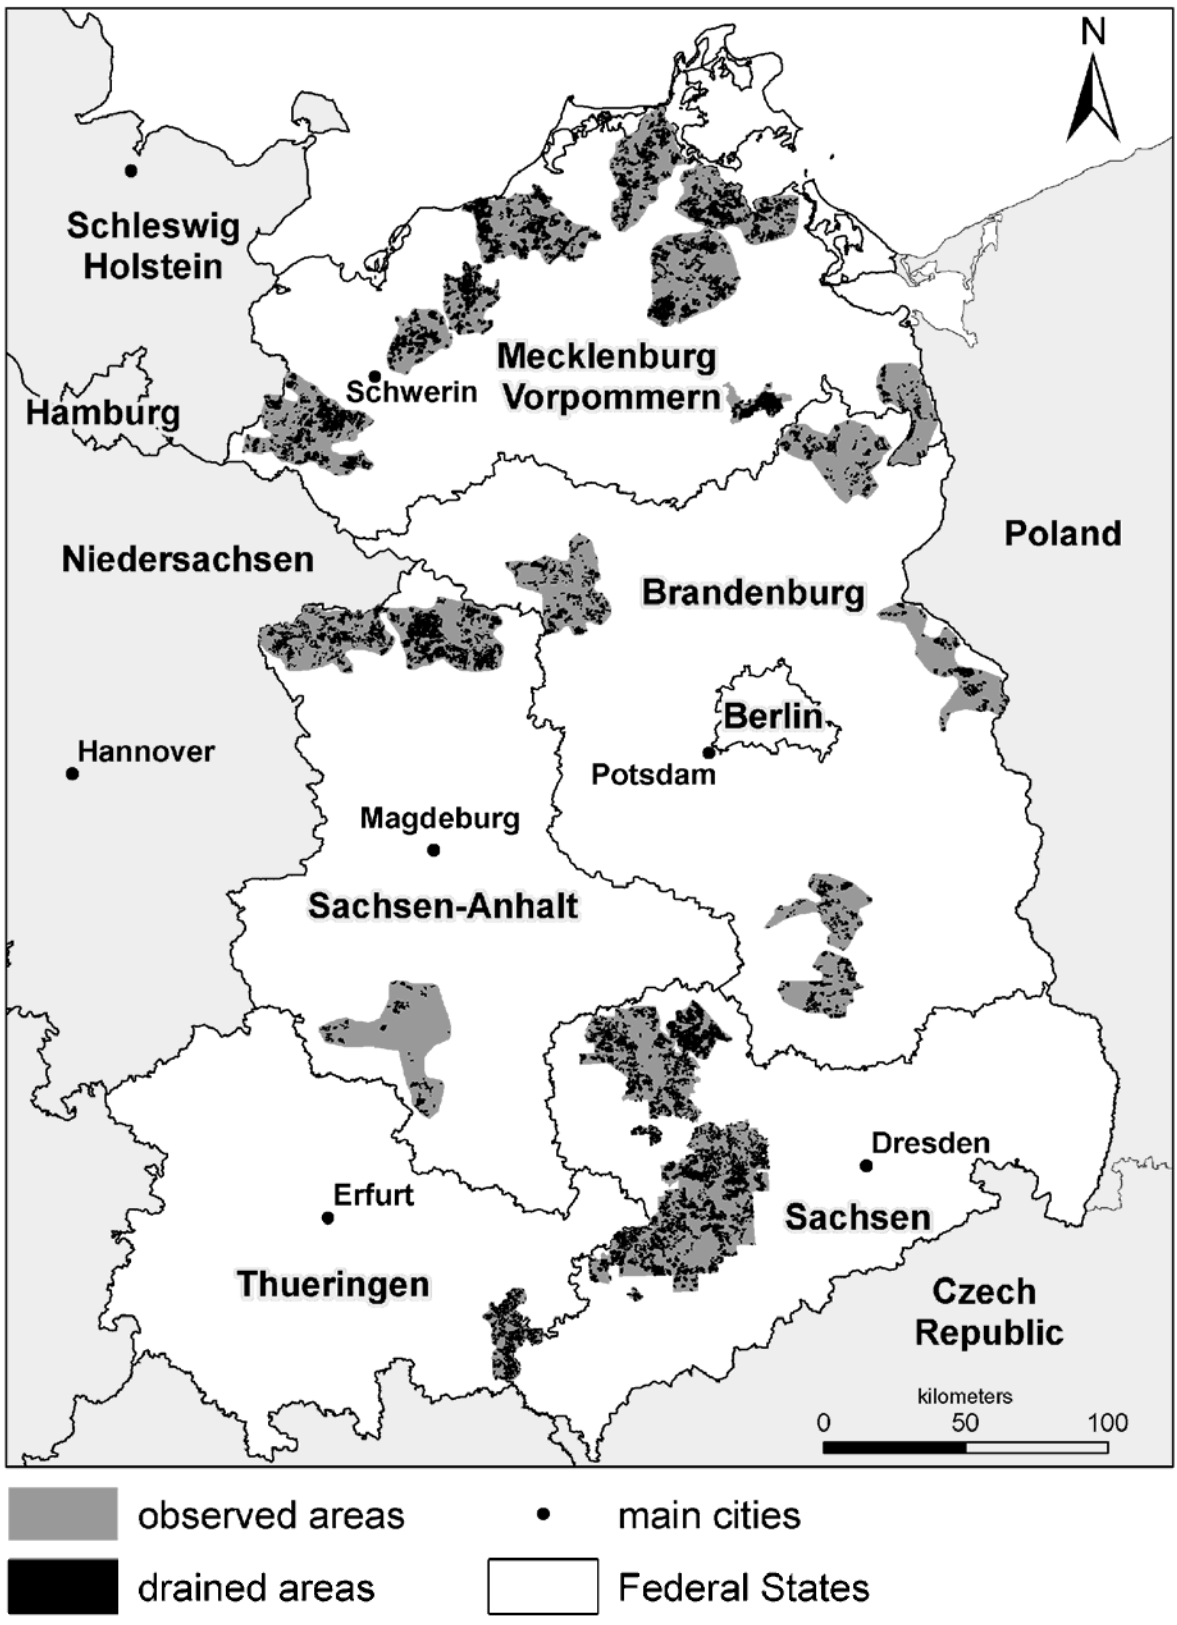 N
Schleswig
Holstein
Mecklenburg
Vorpommern
Schwerin
Hamburg
Niedersachsen
Poland
Brandenburg
Berlin
Hannover
Potsdam
Magdeburg
Sachsen-Anhalt
Dresden
Erfurt
Sachsen
Thueringen
Czech
Republic
kilometers
0 50 100
observed areas
main cities
drained areas
Federal States